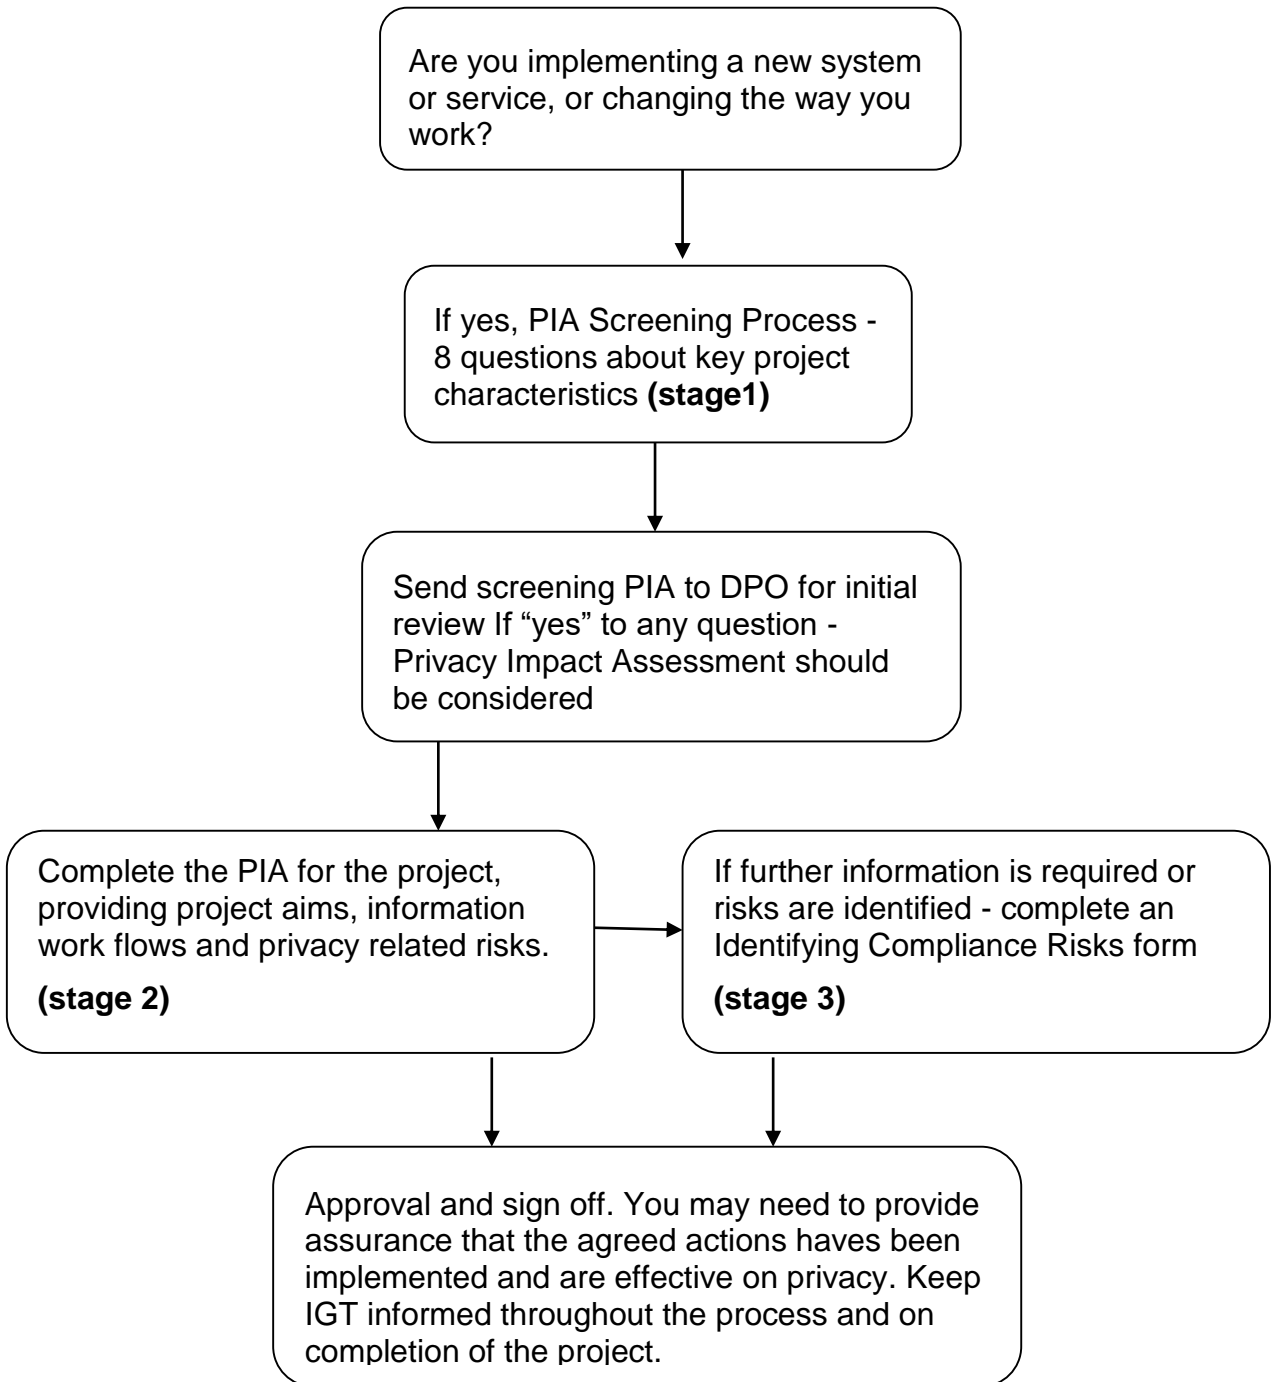 Are you implementing a new system
or service, or changing the way you
work?
If yes, PIA Screening Process -
8 questions about key project
characteristics (stage1)
Send screening PIA to DPO for initial
review If “yes” to any question -
Privacy Impact Assessment should
be considered
Complete the PIA for the project,
providing project aims, information
work flows and privacy related risks.
(stage 2)
If further information is required or
risks are identified - complete an
Identifying Compliance Risks form
(stage 3)
Approval and sign off. You may need to provide
assurance that the agreed actions haves been
implemented and are effective on privacy. Keep
IGT informed throughout the process and on
completion of the project.